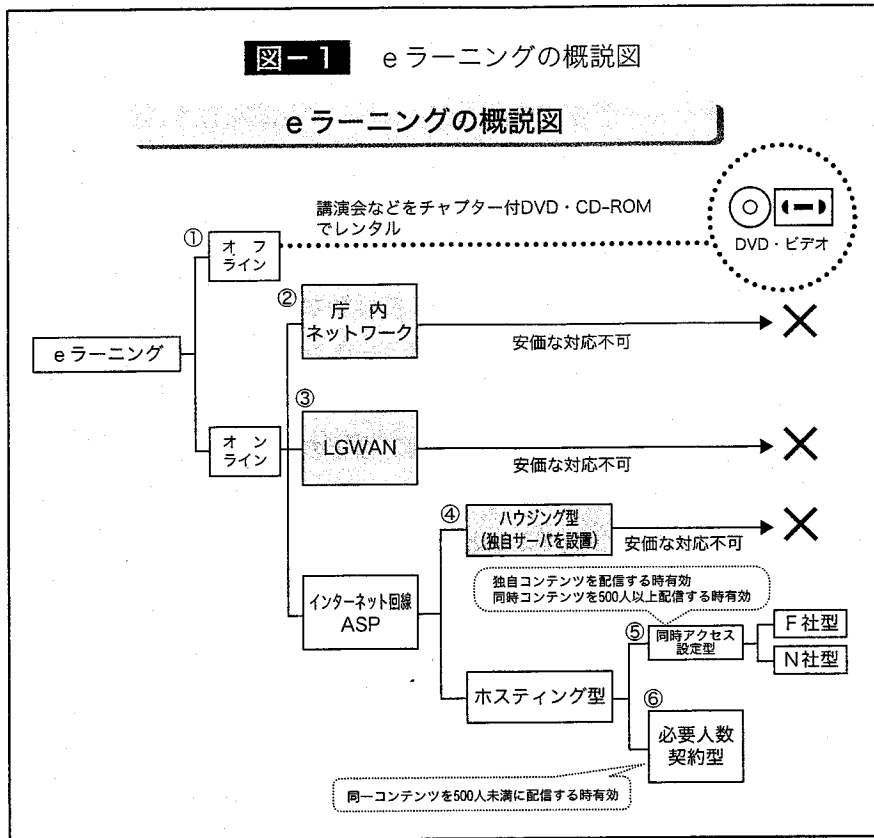 図－1 eラーニングの概説図
eラーニングの概説図
講演会などをチャプター付DVD・CD-ROM
でレンタル
DVD・ビデオ
①
オフ
ライン
②
庁内
ネットワーク
安価な対応不可
eラーニング
③
オン
ライン
LGWAN
安価な対応不可
④
ハウジング型
（独自サーバを設置）
安価な対応不可
独自コンテンツを配信する時有効
同時コンテンツを500人以上配信する時有効
インターネット回線
ASP
⑤
同時アクセス
設定型
F社型
N社型
ホスティング型
⑥
必要人数
契約型
同一コンテンツを500人未満に配信する時有効